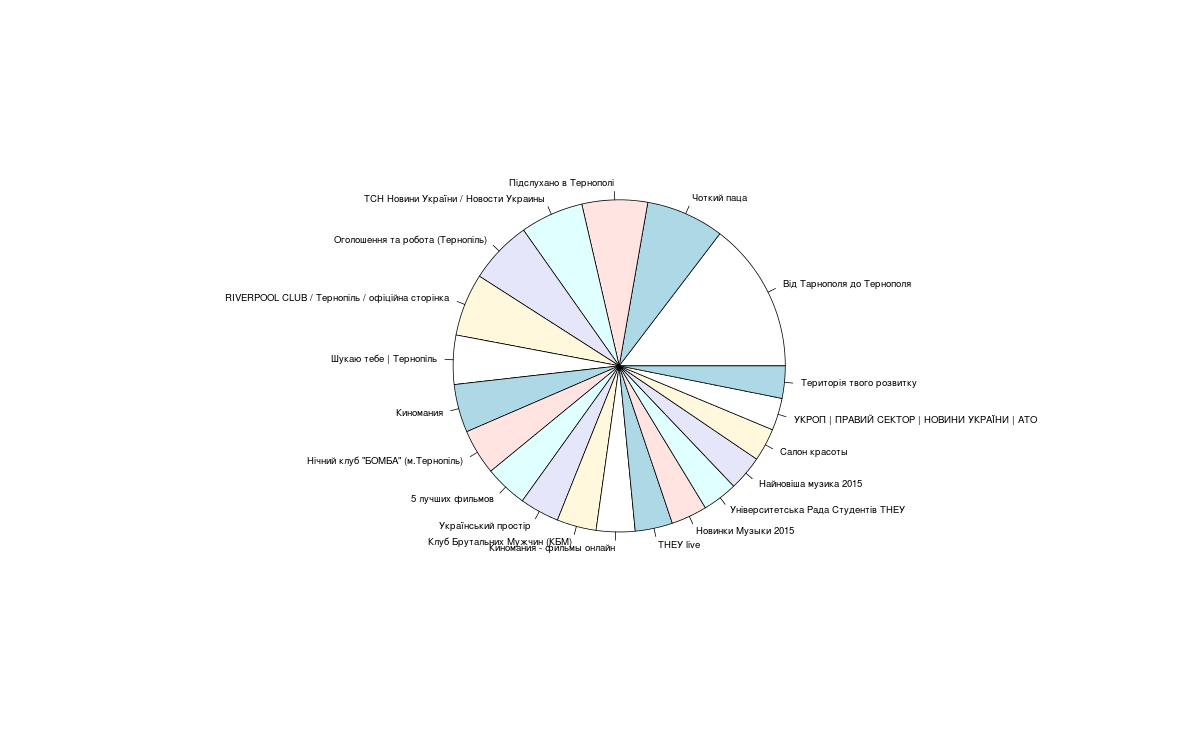 Підслухано в Тернополі
Чоткий паца
ТСН Новини України / Новости Украины
Оголошення та робота (Тернопіль)
Від Тарнополя до Тернополя
RIVERPOOL CLUB / Тернопіль / офіційна сторінка
Шукаю тебе | Тернопіль
Територія твого розвитку
Киномания
УКРОП | ПРАВИЙ СЕКТОР | НОВИНИ УКРАЇНИ | АТО
Салон красоты
Нічний клуб "БОМБА" (м.Тернопіль)
Найновіша музика 2015
5 лучших фильмов
Університетська Рада Студентів ТНЕУ
Український простір
Новинки Музыки 2015
Клуб Брутальних Мужчин (КБМ)
Киномания - фильмы онлайн
ТНЕУ live